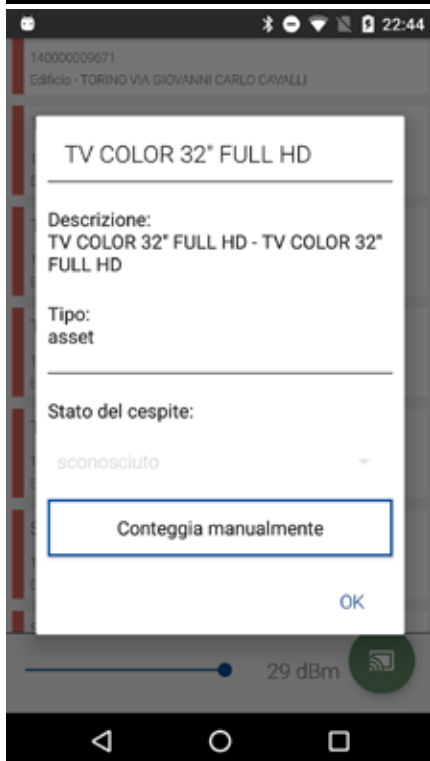 22:44
140000009671
Edificio - TORINO VIA GIOVANNI CARLO CAVALLI
TV COLOR 32" FULL HD
Descrizione:
TV COLOR 32" FULL HD - TV COLOR 32"
FULL HD
Tipo:
asset
Stato del cespite:
sconosciuto
Conteggia manualmente
OK
29 dBm